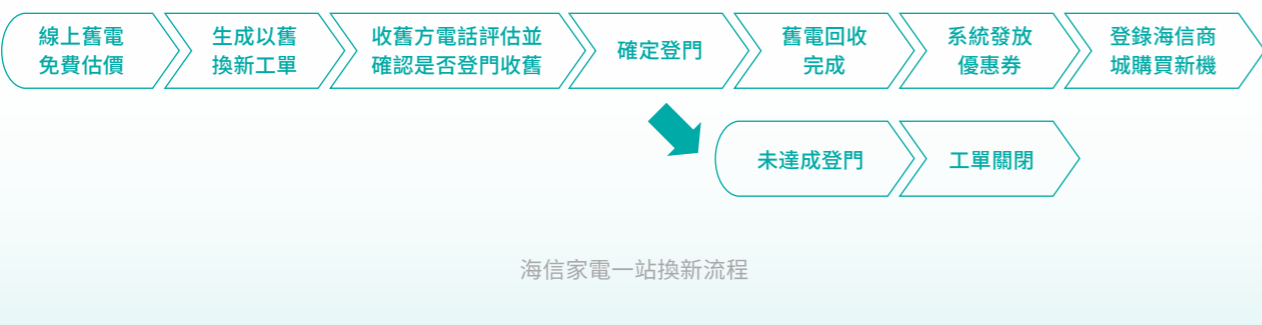 線上舊電
免費估價
生成以舊
換新工單
收舊方電話評估並
確認是否登門收舊
確定登門
舊電回收
完成
系統發放
優惠券
登錄海信商
城購買新機
未達成登門
工單關閉
海信家電一站換新流程